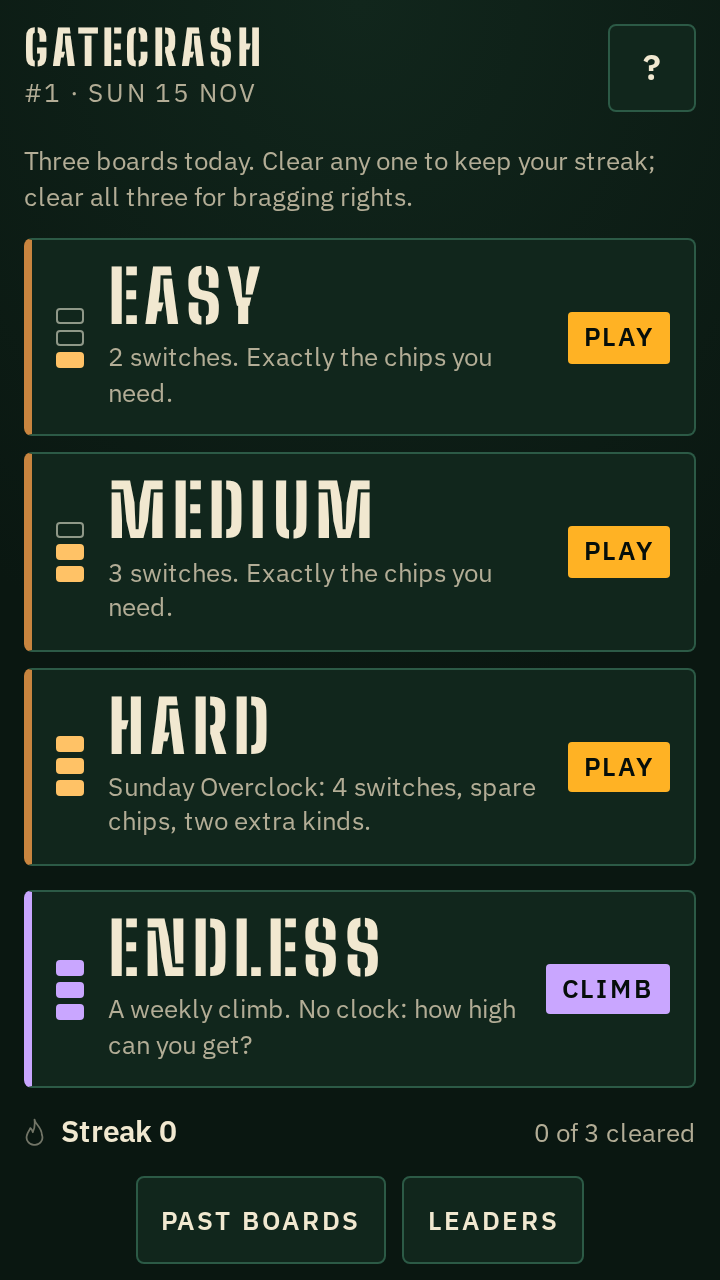 GATECRASH
#1 · SUN 15 NOV
?
Three boards today. Clear any one to keep your streak;
clear all three for bragging rights.
EASY
2 switches. Exactly the chips you
need.
PLAY
MEDIUM
3 switches. Exactly the chips you
need.
PLAY
HARD
Sunday Overclock: 4 switches, spare
chips, two extra kinds.
PLAY
ENDLESS
A weekly climb. No clock: how high
can you get?
CLIMB
Streak 0
0 of 3 cleared
PAST BOARDS
LEADERS